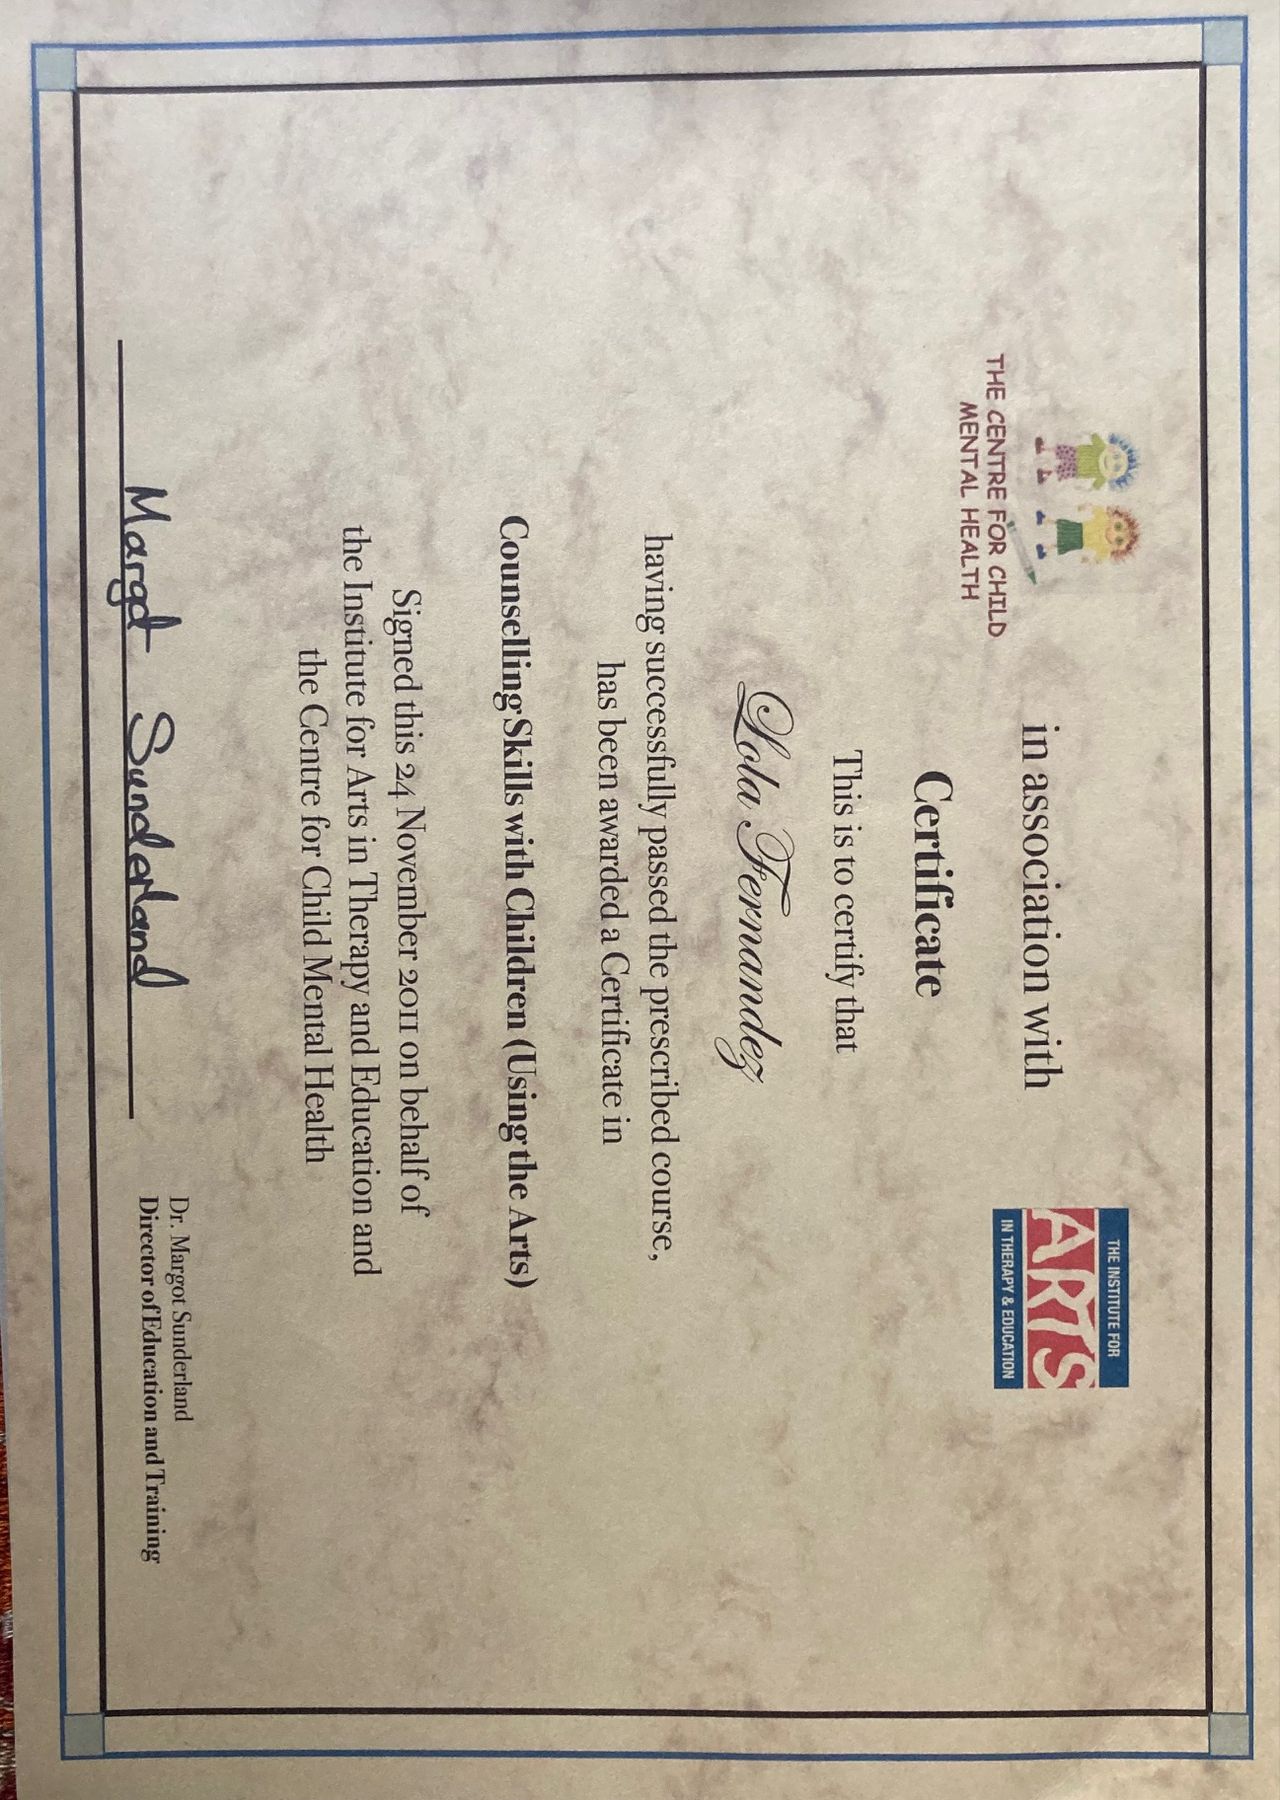 THE CENTRE FOR CHILD
MENTAL HEALTH
in association with
THE INSTITUTE FOR
ARTS
IN THERAPY & EDUCATION
Certificate
This is to certify that
Lola Fernandez
having successfully passed the prescribed course,
has been awarded a Certificate in
Counselling Skills with Children (Using the Arts)
Signed this 24 November 2011 on behalf of
the Institute for Arts in Therapy and Education and
the Centre for Child Mental Health
Margot Sunderland
Dr. Margot Sunderland
Director of Education and Training